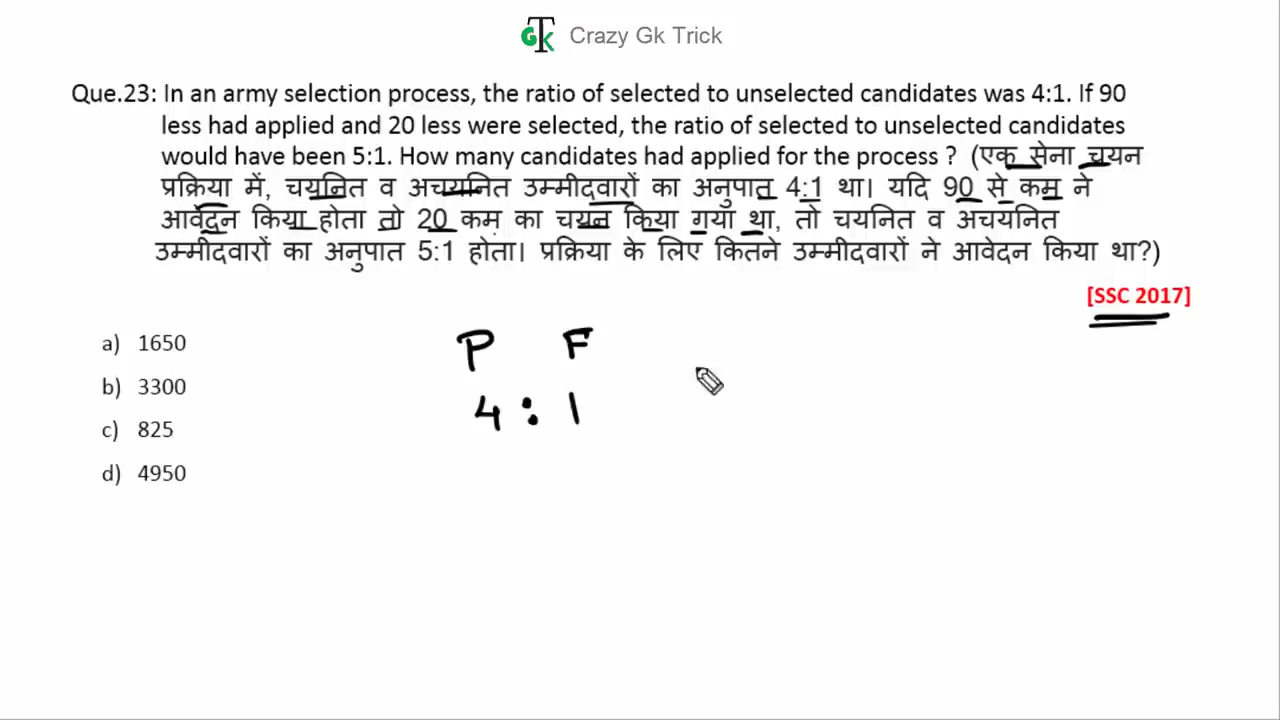 GTK Crazy Gk Trick
Que.23: In an army selection process, the ratio of selected to unselected candidates was 4:1. If 90
less had applied and 20 less were selected, the ratio of selected to unselected candidates
would have been 5:1. How many candidates had applied for the process ? (एक सेना चयन
प्रक्रिया में, चयनित व अचयनित उम्मीदवारों का अनुपात 4:1 था। यदि 90 से कम ने
आवेदन किया होता तो 20 कम का चयन किया गया था, तो चयनित व अचयनित
उम्मीदवारों का अनुपात 5:1 होता। प्रक्रिया के लिए कितने उम्मीदवारों ने आवेदन किया था?)
[SSC 2017]
a) 1650
b) 3300
c) 825
d) 4950
P F
4 : 1